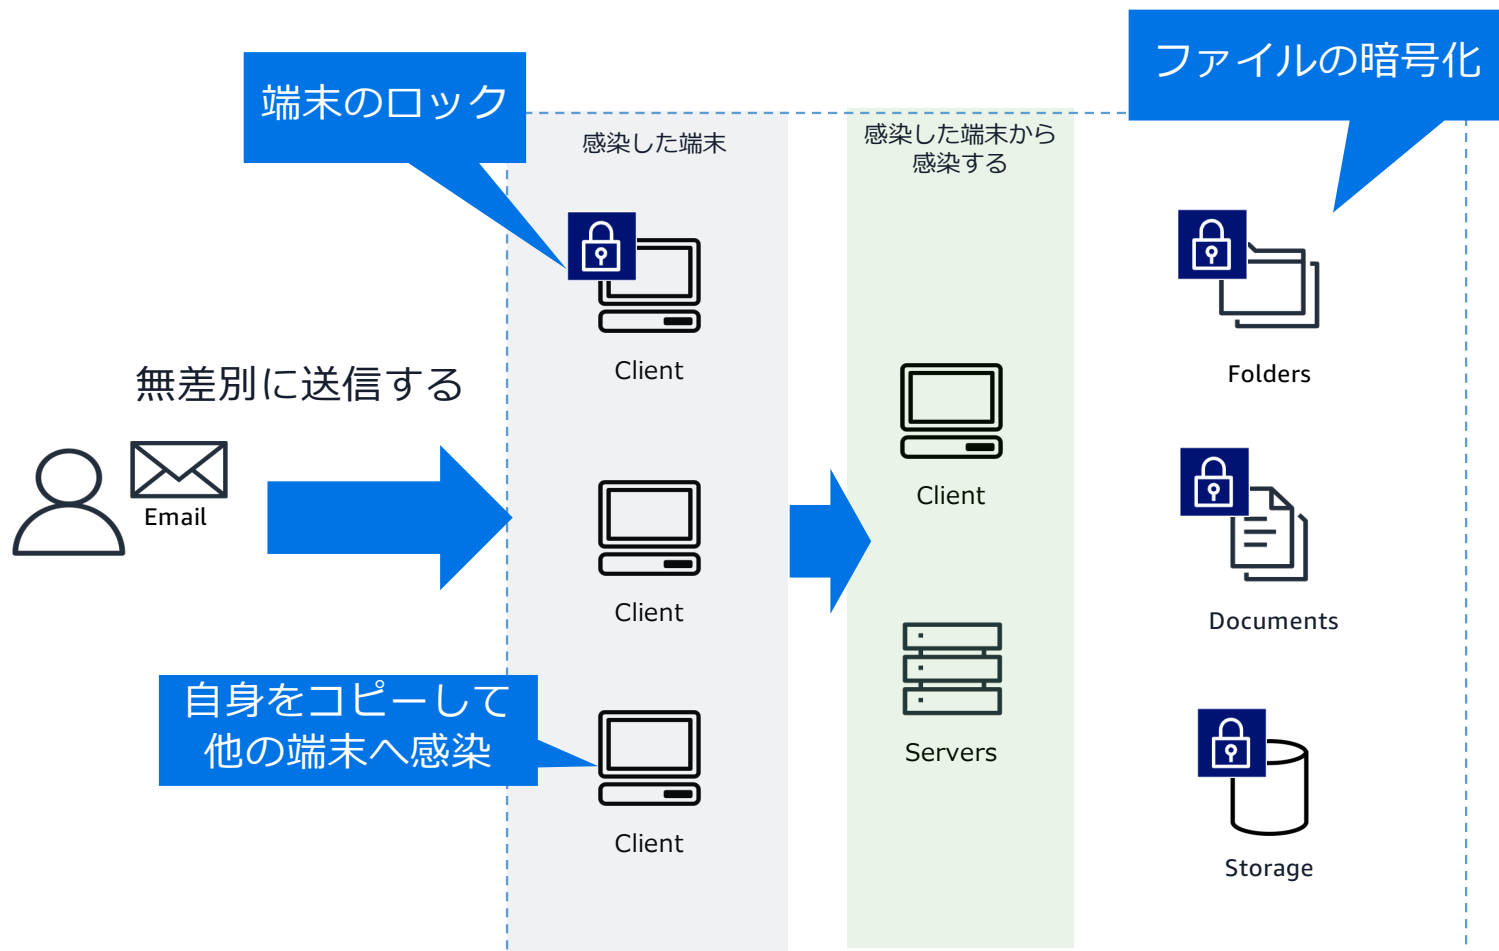 ファイルの暗号化
端末のロック
感染した端末
感染した端末から
感染する
Client
Folders
無差別に送信する
Email
Client
Client
Documents
自身をコピーして
他の端末へ感染
Servers
Client
Storage